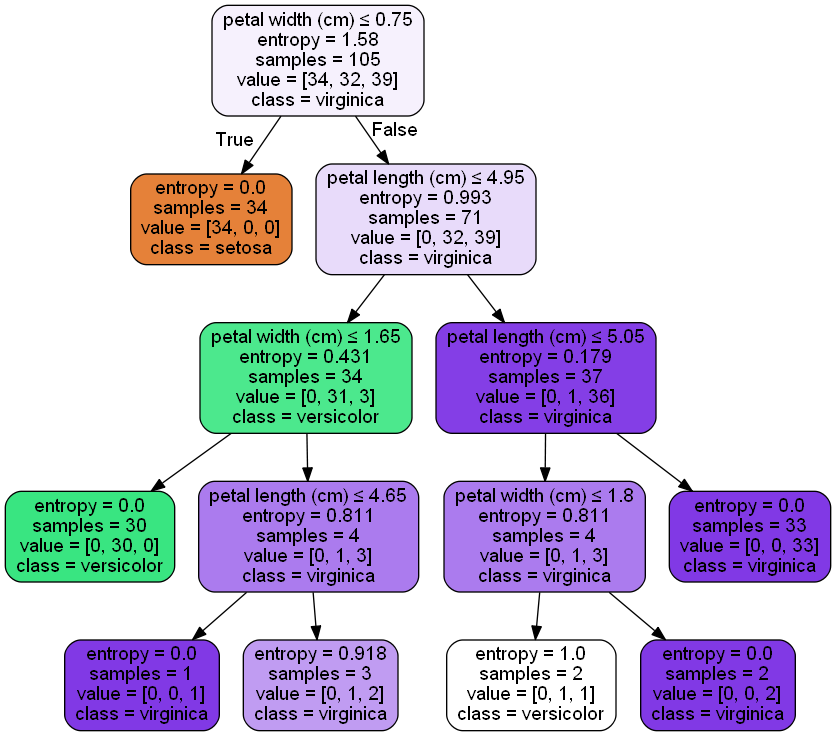 petal width (cm) ≤ 0.75
entropy = 1.58
samples = 105
value = [34, 32, 39]
class = virginica
True
False
entropy = 0.0
samples = 34
value = [34, 0, 0]
class = setosa
petal length (cm) ≤ 4.95
entropy = 0.993
samples = 71
value = [0, 32, 39]
class = virginica
petal width (cm) ≤ 1.65
entropy = 0.431
samples = 34
value = [0, 31, 3]
class = versicolor
petal length (cm) ≤ 5.05
entropy = 0.179
samples = 37
value = [0, 1, 36]
class = virginica
entropy = 0.0
samples = 30
value = [0, 30, 0]
class = versicolor
petal length (cm) ≤ 4.65
entropy = 0.811
samples = 4
value = [0, 1, 3]
class = virginica
petal width (cm) ≤ 1.8
entropy = 0.811
samples = 4
value = [0, 1, 3]
class = virginica
entropy = 0.0
samples = 33
value = [0, 0, 33]
class = virginica
entropy = 0.0
samples = 1
value = [0, 0, 1]
class = virginica
entropy = 0.918
samples = 3
value = [0, 1, 2]
class = virginica
entropy = 1.0
samples = 2
value = [0, 1, 1]
class = versicolor
entropy = 0.0
samples = 2
value = [0, 0, 2]
class = virginica